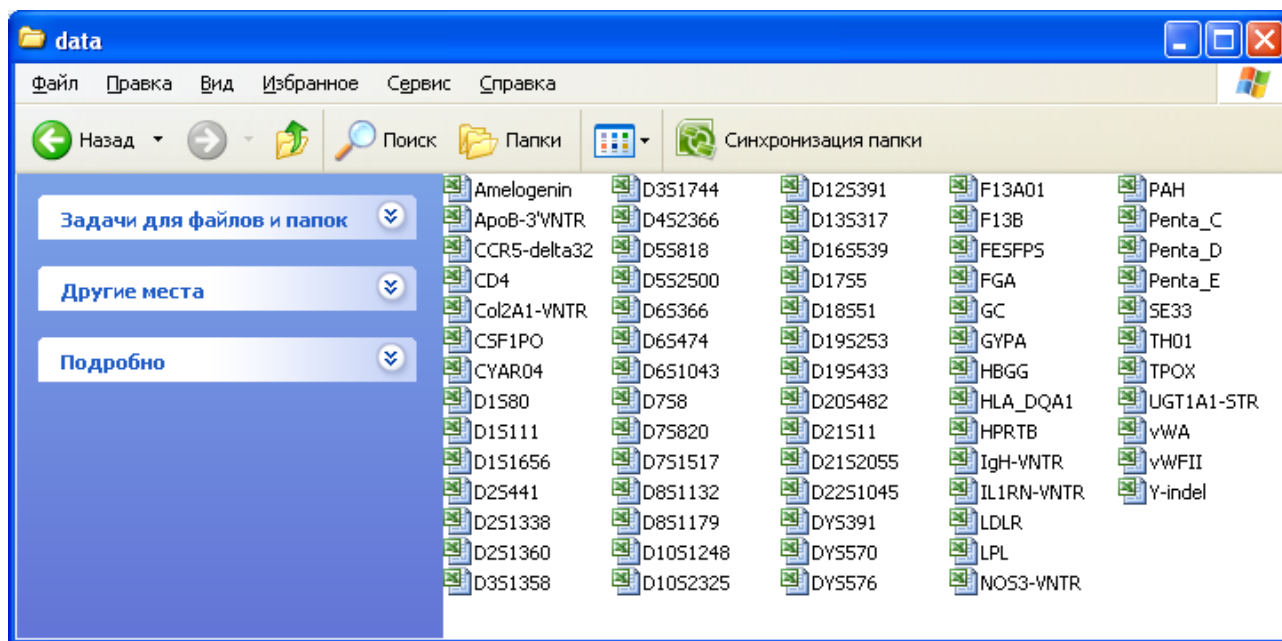 data
Файл Правка Вид Избранное Сервис Справка
Назад Поиск Папки Синхронизация папки
Задачи для файлов и папок
Другие места
Подробно
Amelogenin
ApoB-3'VNTR
CCR5-delta32
CD4
Col2A1-VNTR
CSF1PO
CYAR04
D1S80
D1S111
D1S1656
D2S441
D2S1338
D2S1360
D3S1358
D3S1744
D4S2366
D5S818
D5S2500
D6S366
D6S474
D6S1043
D7S8
D7S820
D7S1517
D8S1132
D8S1179
D10S1248
D10S2325
D12S391
D13S317
D16S539
D17S5
D18S51
D19S253
D19S433
D20S482
D21S11
D21S2055
D22S1045
DYS391
DYS570
DYS576
F13A01
F13B
FESFPS
FGA
GC
GYPA
HBGG
HLA_DQA1
HPRTB
IgH-VNTR
IL1RN-VNTR
LDLR
LPL
NOS3-VNTR
PAH
Penta_C
Penta_D
Penta_E
SE33
TH01
TPOX
UGT1A1-STR
vWA
vWFII
Y-indel